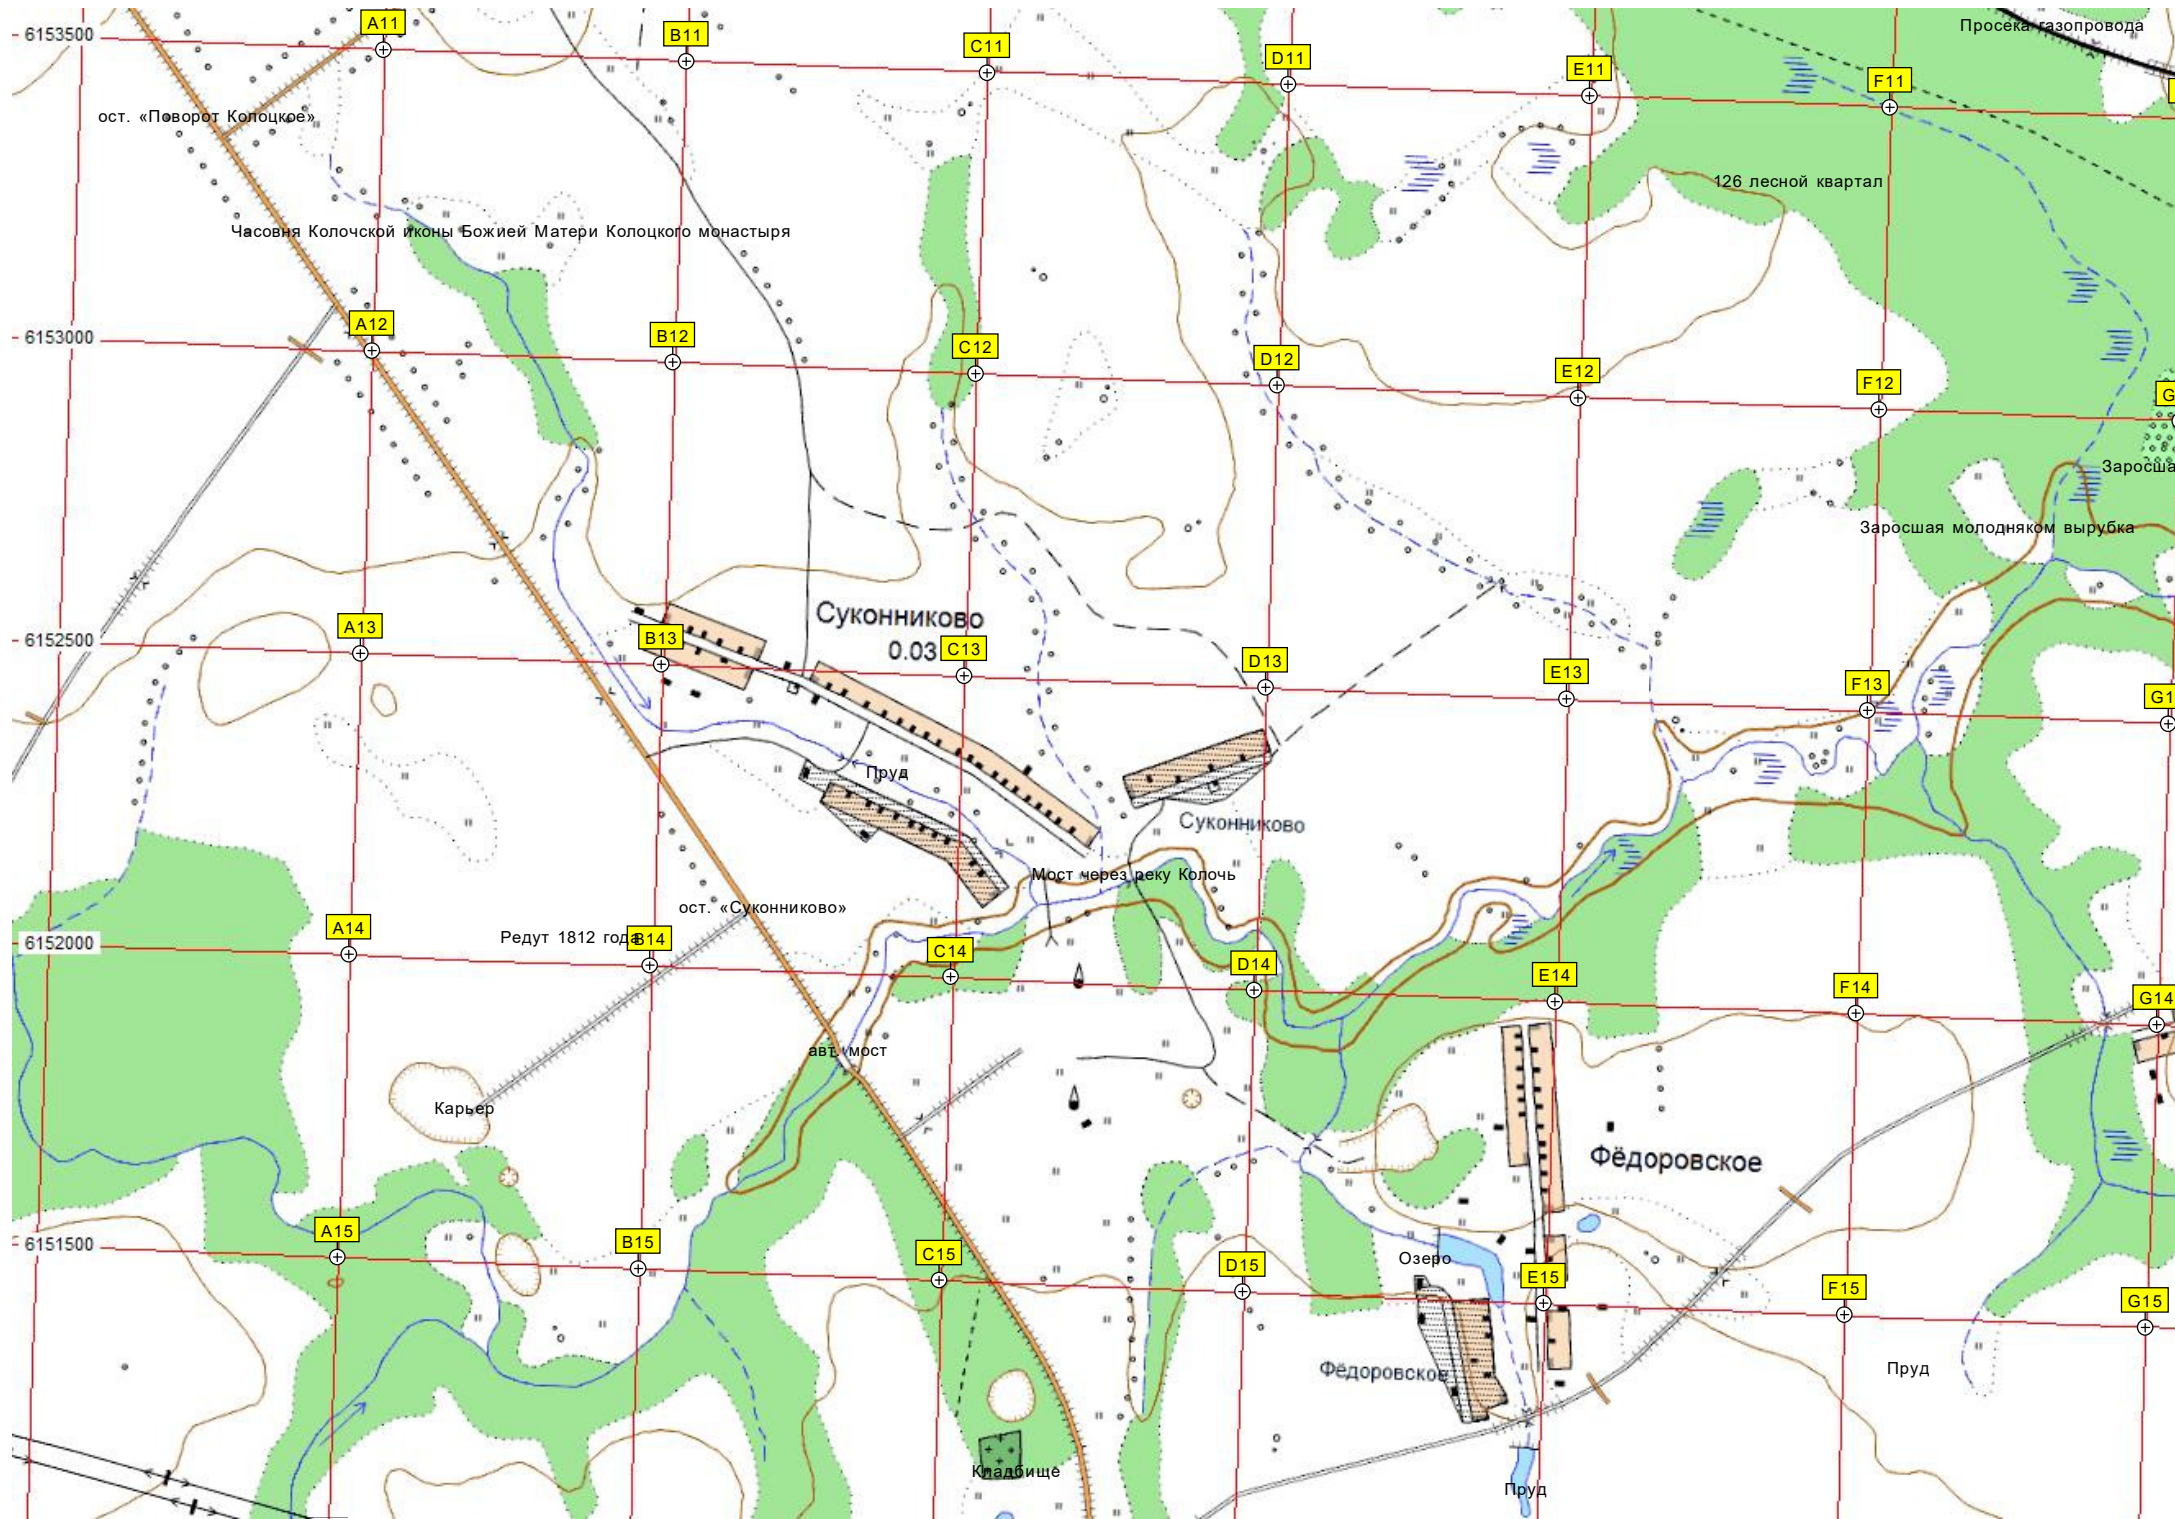 A11
Просека газопровода
6153500
B11
C11
D11
E11
F11
ост. «Поворот Колоцкое»
126 лесной квартал
Часовня Колочской иконы Божией Матери Колоцкого монастыря
A12
6153000
B12
C12
D12
E12
F12
G
Заросша
Заросшая молодняком вырубка
Суконниково
0.03
A13
6152500
B13
C13
D13
E13
F13
G1
Пруд
Суконниково
Мост через реку Колочь
ост. «Суконниково»
A14
6152000
Редут 1812 года
B14
C14
D14
E14
F14
G14
авт. мост
Карьер
Фёдоровское
A15
6151500
B15
C15
Озеро
D15
E15
F15
G15
Фёдоровское
Пруд
Кладбище
Пруд